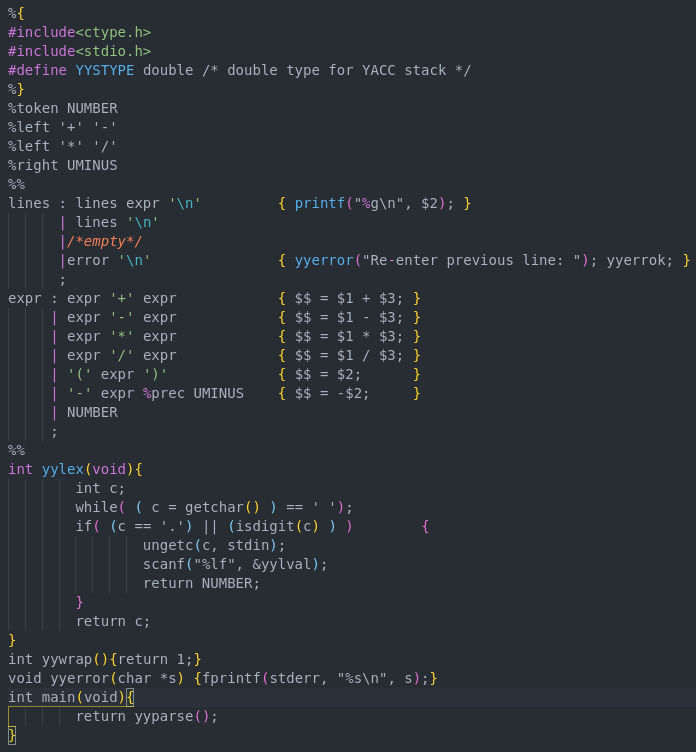 %{
#include<ctype.h>
#include<stdio.h>
#define YYSTYPE double /* double type for YACC stack */
%}
%token NUMBER
%left '+' '-'
%left '*' '/'
%right UMINUS
%%
lines : lines expr '\n'         { printf("%g\n", $2); }
      | lines '\n'
      |/*empty*/
      |error '\n'               { yyerror("Re-enter previous line: "); yyerrok; }
      ;
expr : expr '+' expr            { $$ = $1 + $3; }
     | expr '-' expr            { $$ = $1 - $3; }
     | expr '*' expr            { $$ = $1 * $3; }
     | expr '/' expr            { $$ = $1 / $3; }
     | '(' expr ')'             { $$ = $2;      }
     | '-' expr %prec UMINUS    { $$ = -$2;     }
     | NUMBER
     ;
%%
int yylex(void){
        int c;
        while( ( c = getchar() ) == ' ');
        if( (c == '.') || (isdigit(c) ) )        {
                ungetc(c, stdin);
                scanf("%lf", &yylval);
                return NUMBER;
        }
        return c;
}
int yywrap(){return 1;}
void yyerror(char *s) {fprintf(stderr, "%s\n", s);}
int main(void){
        return yyparse();
}